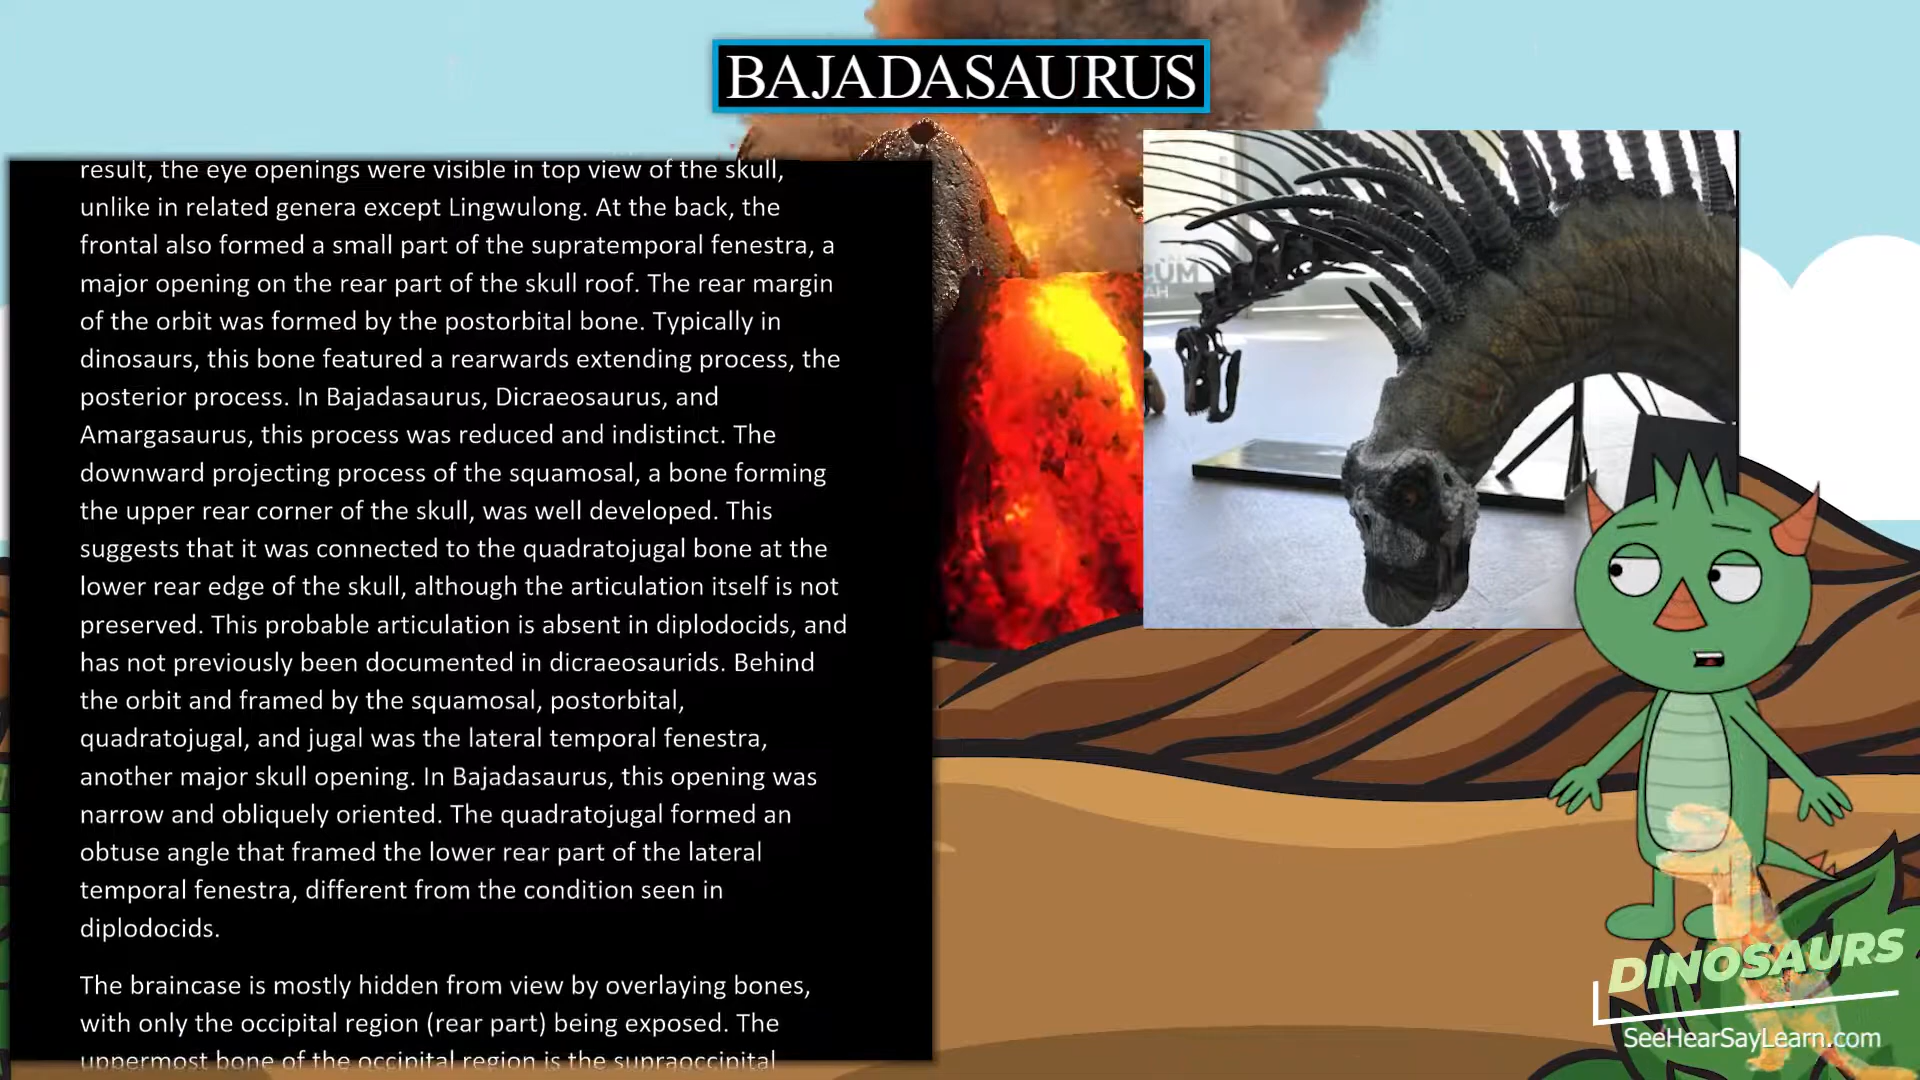 BAJADASAURUS
result, the eye openings were visible in top view of the skull,
unlike in related genera except Lingwulong. At the back, the
frontal also formed a small part of the supratemporal fenestra, a
major opening on the rear part of the skull roof. The rear margin
of the orbit was formed by the postorbital bone. Typically in
dinosaurs, this bone featured a rearwards extending process, the
posterior process. In Bajadasaurus, Dicraeosaurus, and
Amargasaurus, this process was reduced and indistinct. The
downward projecting process of the squamosal, a bone forming
the upper rear corner of the skull, was well developed. This
suggests that it was connected to the quadratojugal bone at the
lower rear edge of the skull, although the articulation itself is not
preserved. This probable articulation is absent in diplodocids, and
has not previously been documented in dicraeosaurids. Behind
the orbit and framed by the squamosal, postorbital,
quadratojugal, and jugal was the lateral temporal fenestra,
another major skull opening. In Bajadasaurus, this opening was
narrow and obliquely oriented. The quadratojugal formed an
obtuse angle that framed the lower rear part of the lateral
temporal fenestra, different from the condition seen in
diplodocids.
The braincase is mostly hidden from view by overlaying bones,
with only the occipital region (rear part) being exposed. The
uppermost bone of the occipital region is the supraoccipital
DINOSAURS
SeeHearSayLearn.com